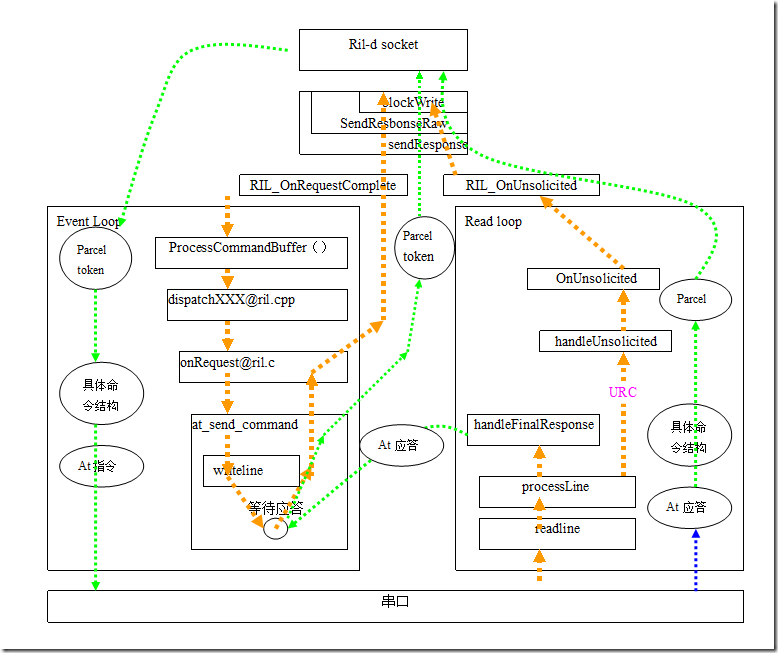 Ril-d socket
blockWrite
SendResbonseRaw
sendResponse
RIL_OnRequestComplete
RIL_OnUnsolicited
Event Loop
Parcel
token
ProcessCommandBuffer（）
dispatchXXX@ril.cpp
onRequest@ril.c
具体命
令结构
at_send_command
At 指令
writeline
等待应答
Parcel
token
At 应答
Read loop
OnUnsolicited
Parcel
handleUnsolicited
URC
handleFinalResponse
具体命
令结构
processLine
At 应答
readline
串口